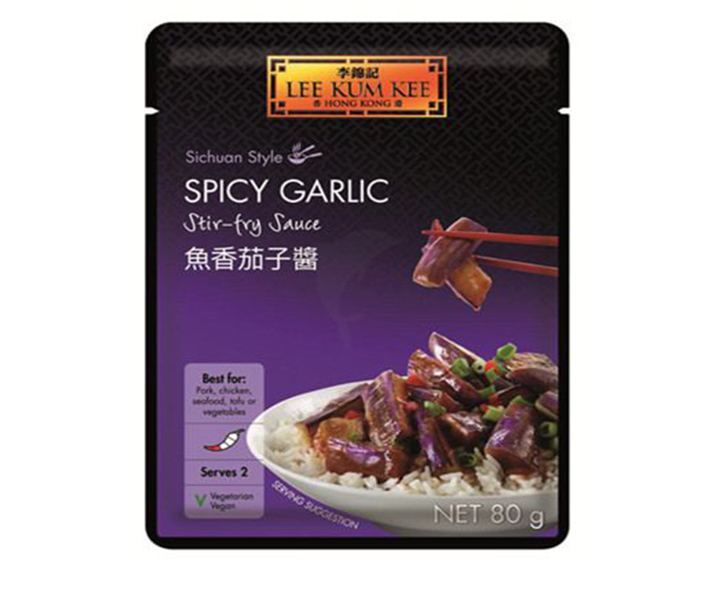 李錦記
LEE KUM KEE
香 HONG KONG 港
Sichuan Style
SPICY GARLIC
Stir-fry Sauce
魚香茄子醬
Best for:
Pork, chicken,
seafood, tofu or
vegetables
Serves 2
V Vegetarian
Vegan
SERVING SUGGESTION
NET 80 g